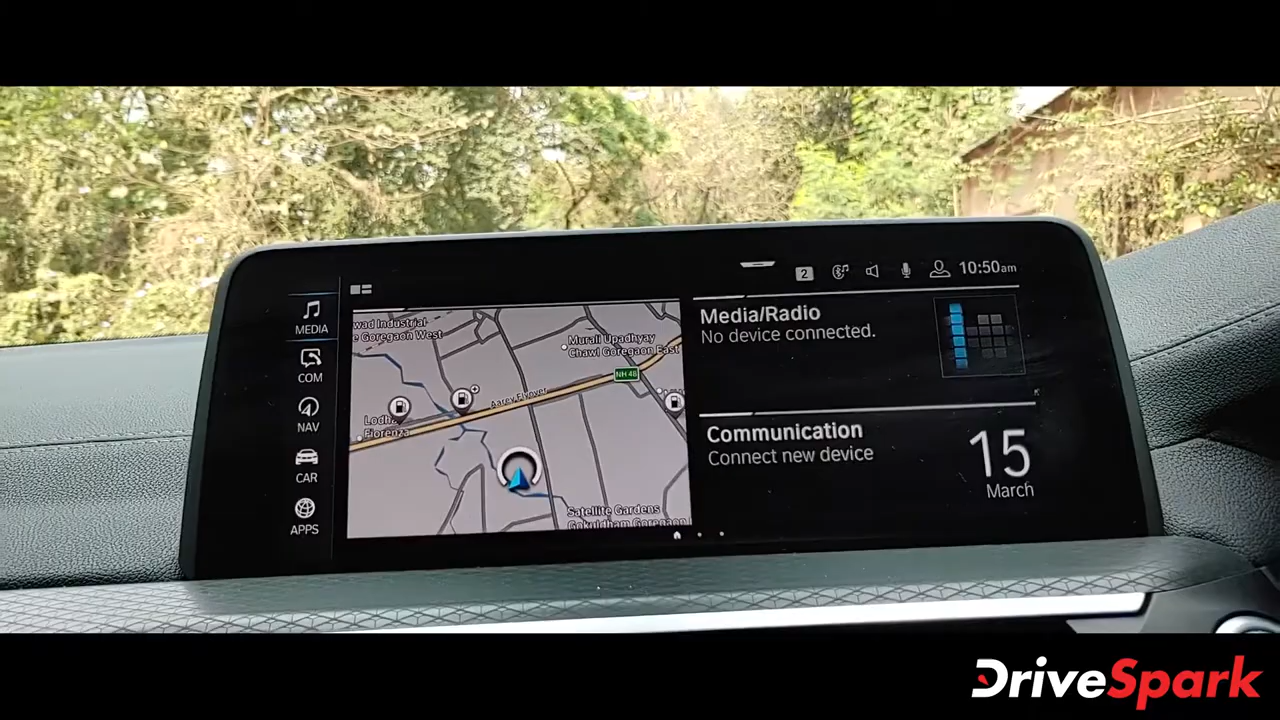 2
10:50am
MEDIA
COM
NAV
CAR
APPS
wad Industrial
e Goregaon West
Murali Upadhyay
Chawl Goregaon East
NH 48
Aarey Flyover
Lodha
Fiorenza
Satellite Gardens
Gokuldham Goregaon
Media/Radio
No device connected.
Communication
Connect new device
15
March
DriveSpark